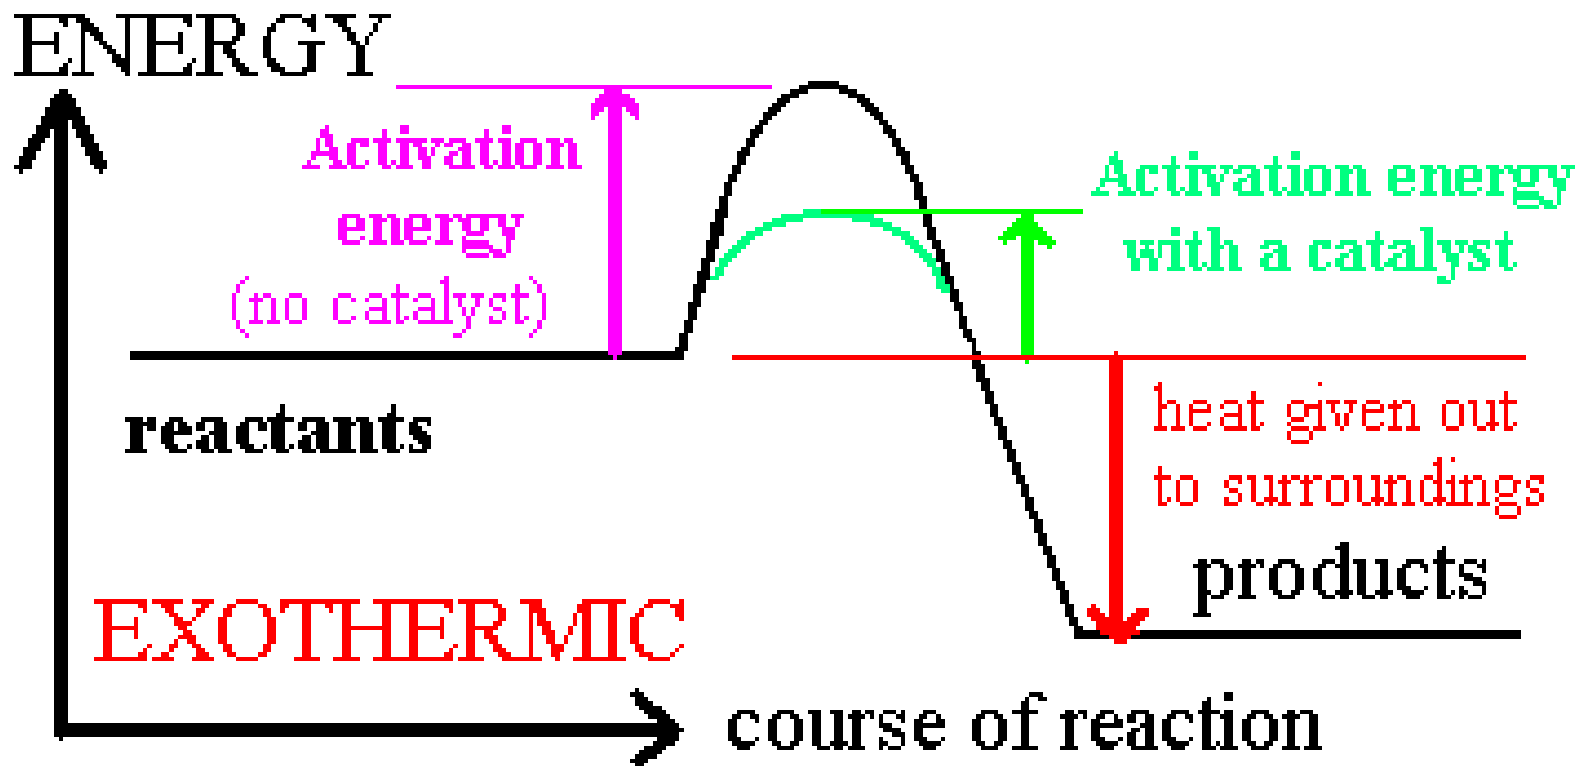 ENERGY
Activation
energy
(no catalyst)
Activation energy
with a catalyst
reactants
heat given out
to surroundings
products
EXOTHERMIC
course of reaction